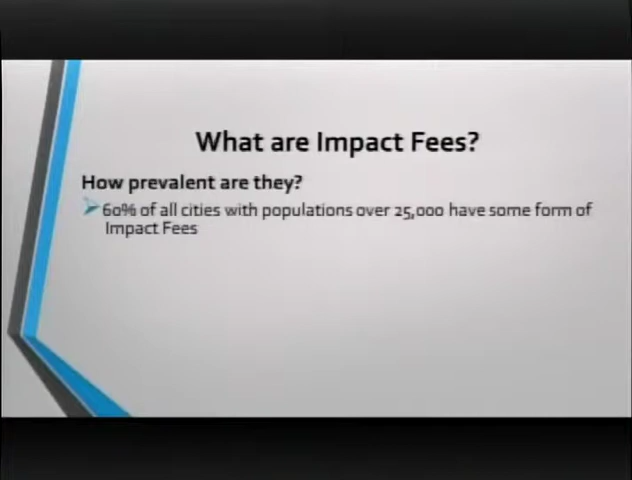 What are Impact Fees?
How prevalent are they?
60% of all cities with populations over 25,000 have some form of
Impact Fees